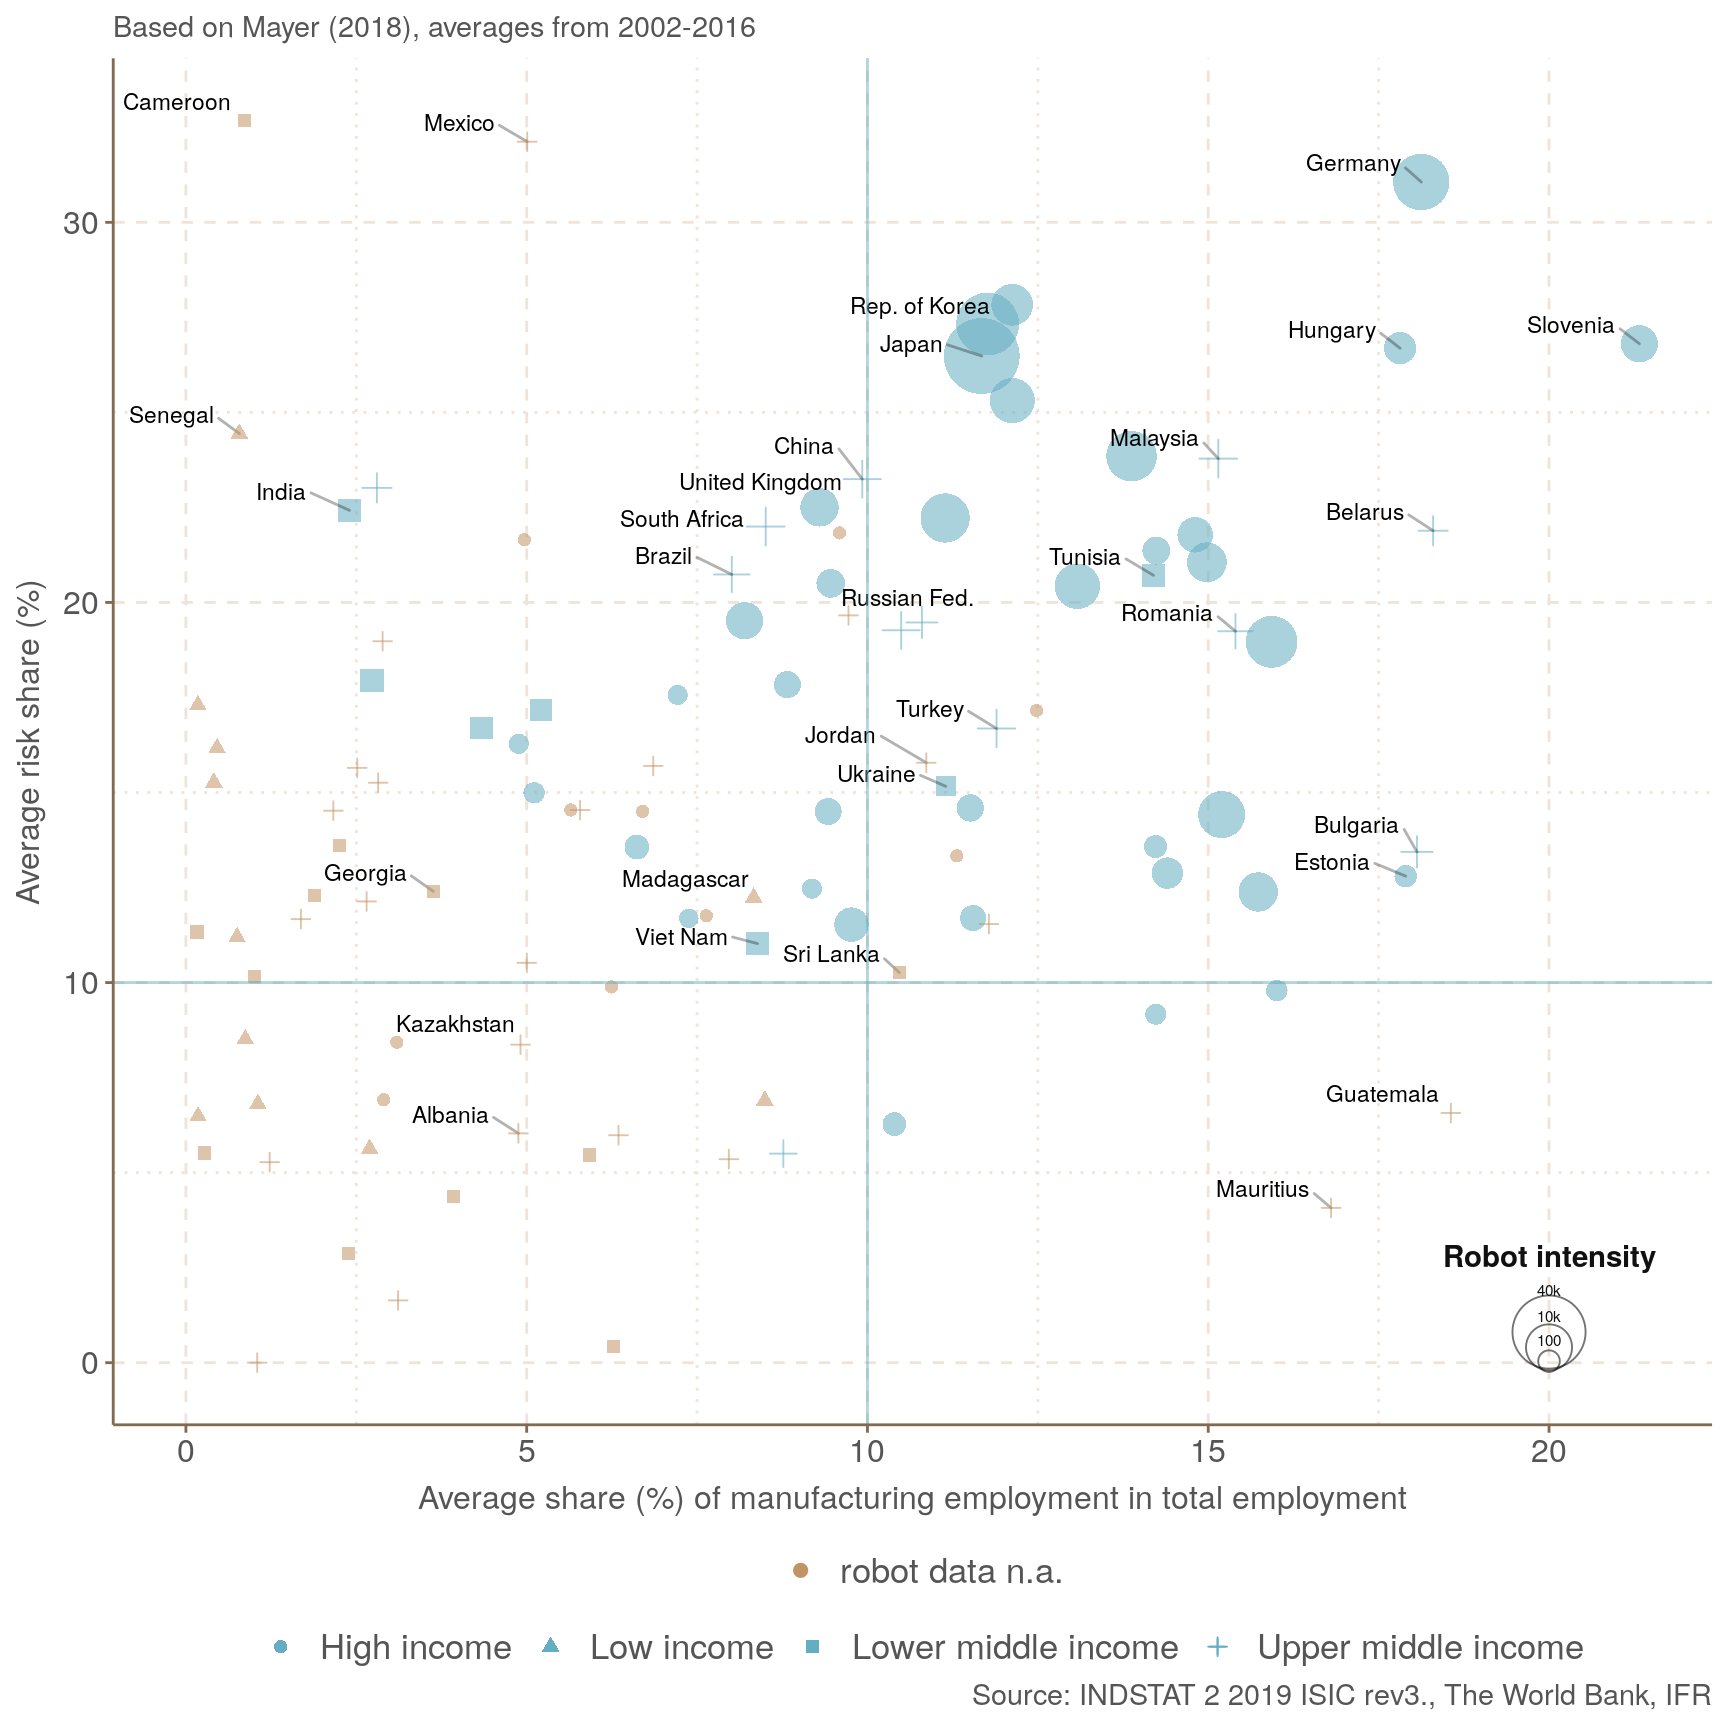 Based on Mayer (2018), averages from 2002-2016
Cameroon
Mexico
Germany
30
Rep. of Korea
Japan
Hungary
Slovenia
Senegal
China
Malaysia
India
United Kingdom
South Africa
Belarus
Brazil
Tunisia
20
Russian Fed.
Romania
Turkey
Jordan
Ukraine
Bulgaria
Estonia
Georgia
Madagascar
Viet Nam
Sri Lanka
10
Kazakhstan
Albania
Guatemala
Mauritius
Robot intensity
40k
10k
100
0
Average risk share (%)
0 5 10 15 20
Average share (%) of manufacturing employment in total employment
robot data n.a.
High income Low income Lower middle income Upper middle income
Source: INDSTAT 2 2019 ISIC rev3., The World Bank, IFR